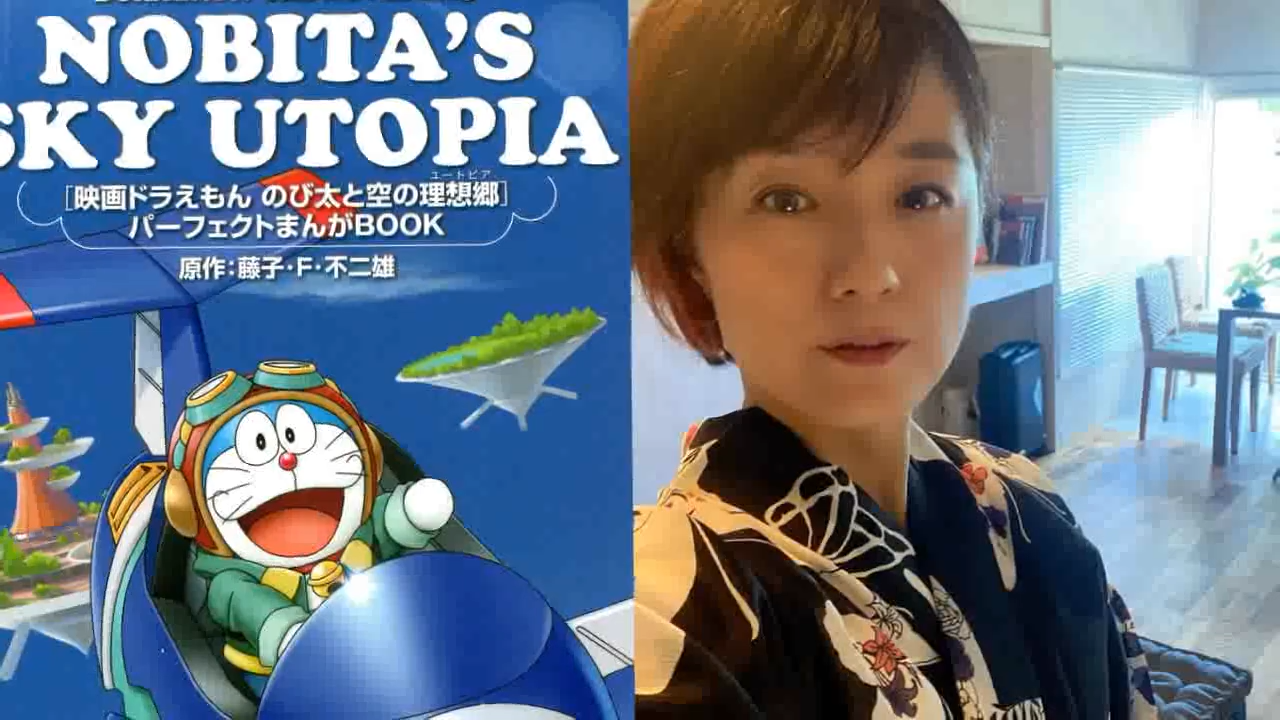 NOBITA'S
SKY UTOPIA
ユートピア
[映画ドラえもん のび太と空の理想郷]
パーフェクトまんがBOOK
原作:藤子・F・不二雄